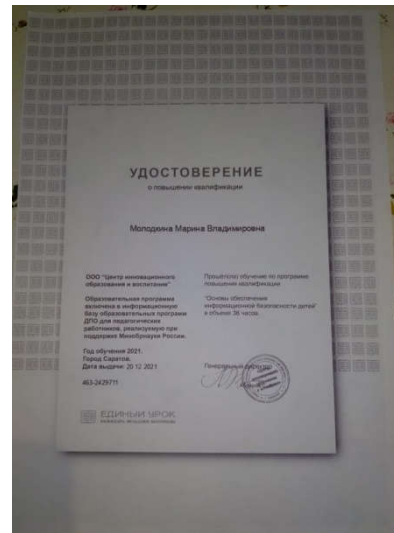 УДОСТОВЕРЕНИЕ
о повышении квалификации
Молодкина Марина Владимировна
ООО "Центр инновационного
образования и воспитания"
Образовательная программа
включена в информационную
базу образовательных программ
ДПО для педагогических
работников, реализуемую при
поддержке Минобрнауки России.
Год обучения 2021.
Город Саратов.
Дата выдачи: 20.12.2021
463-2429711
Прошел(ла) обучение по программе
повышения квалификации
"Основы обеспечения
информационной безопасности детей"
в объеме 36 часов.
Генеральный директор
ЕДИНЫЙ УРОК